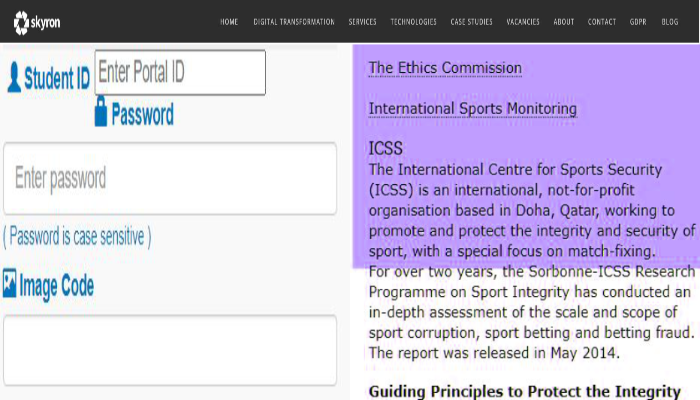 skyron
HOME DIGITAL TRANSFORMATION SERVICES TECHNOLOGIES CASE STUDIES VACANCIES ABOUT CONTACT GDPR BLOG
Student ID Enter Portal ID
Password
Enter password
( Password is case sensitive )
Image Code
The Ethics Commission
International Sports Monitoring
ICSS
The International Centre for Sports Security
(ICSS) is an international, not-for-profit
organisation based in Doha, Qatar, working to
promote and protect the integrity and security of
sport, with a special focus on match-fixing.
For over two years, the Sorbonne-ICSS Research
Programme on Sport Integrity has conducted an
in-depth assessment of the scale and scope of
sport corruption, sport betting and betting fraud.
The report was released in May 2014.
Guiding Principles to Protect the Integrity